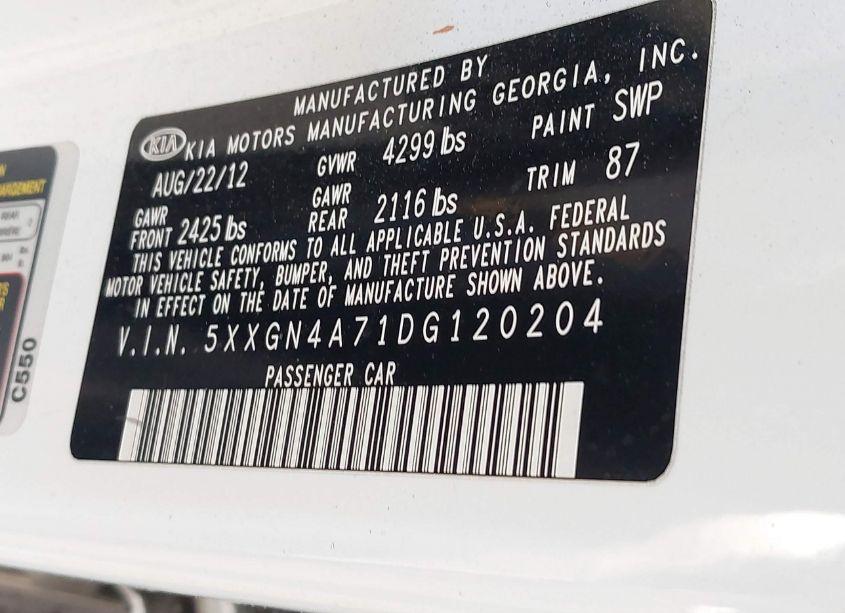 MANUFACTURED BY
KIA KIA MOTORS MANUFACTURING GEORGIA, INC.
AUG/22/12 GVWR 4299 lbs PAINT SWP
GAWR FRONT 2425 lbs GAWR REAR 2116 lbs TRIM 87
THIS VEHICLE CONFORMS TO ALL APPLICABLE U.S.A. FEDERAL
MOTOR VEHICLE SAFETY, BUMPER, AND THEFT PREVENTION STANDARDS
IN EFFECT ON THE DATE OF MANUFACTURE SHOWN ABOVE.
V.I.N. 5XXGN4A71DG120204
PASSENGER CAR
REAR
C550